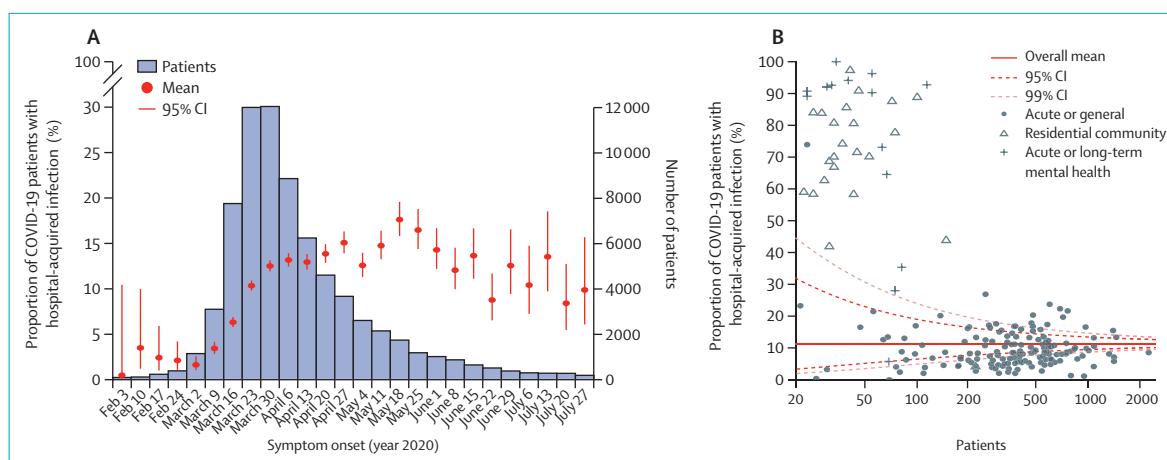 A
B
100
30
25
20
15
10
5
0
Proportion of COVID-19 patients with
hospital-acquired infection (%)
Patients
Mean
95% CI
12 000
10 000
8000
6000
4000
2000
0
Number of
patients
Feb 3
Feb 10
Feb 17
Feb 24
March 2
March 9
March 16
March 23
March 30
April 6
April 13
April 20
April 27
May 4
May 11
May 18
May 25
June 1
June 8
June 15
June 22
June 29
July 6
July 13
July 20
July 27
Symptom onset (year 2020)
100
90
80
70
60
50
40
30
20
10
0
Proportion of COVID-19 patients with
hospital-acquired infection (%)
Overall mean
95% CI
99% CI
Acute or general
Residential community
Acute or long-term
mental health
20
50
100
200
500
1000
2000
Patients